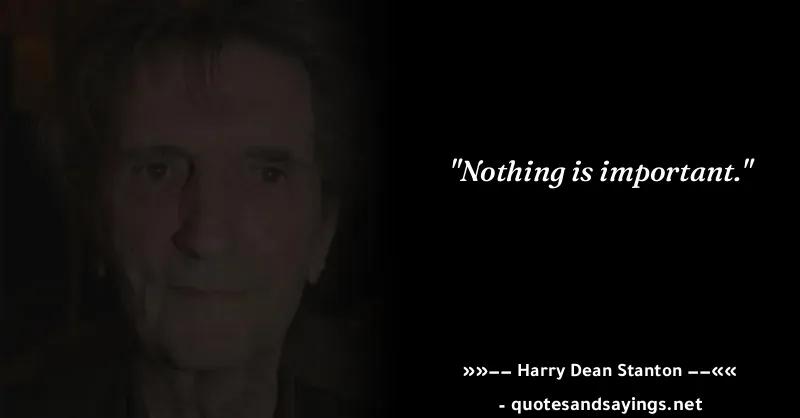 "Nothing is important."
»»–– Harry Dean Stanton ––««
- quotesandsayings.net